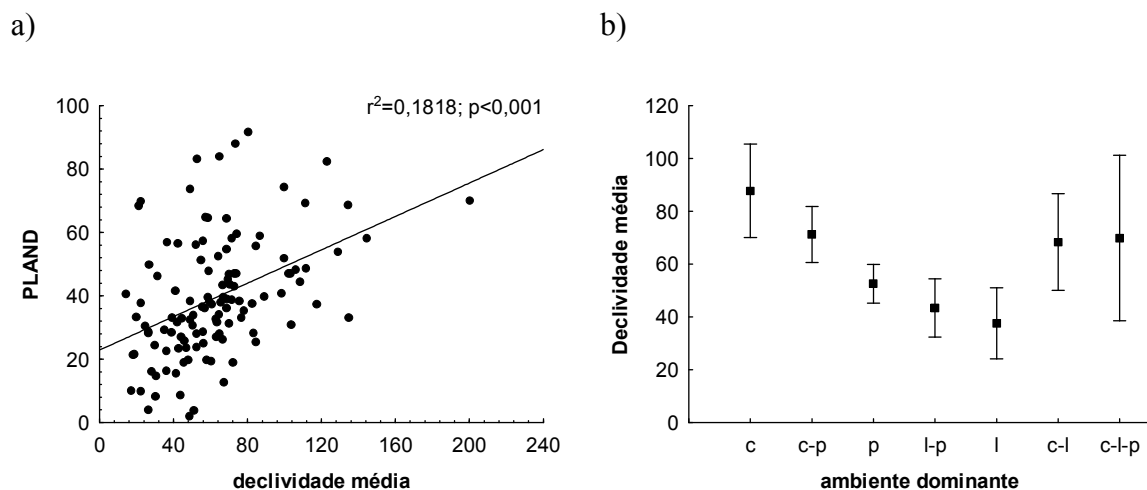 a)
b)
r²=0,1818; p<0,001
100
80
60
40
20
0
PLAND
0 40 80 120 160 200 240
declividade média
120
100
80
60
40
20
0
Declividade média
c c-p p l-p l c-l c-l-p
ambiente dominante